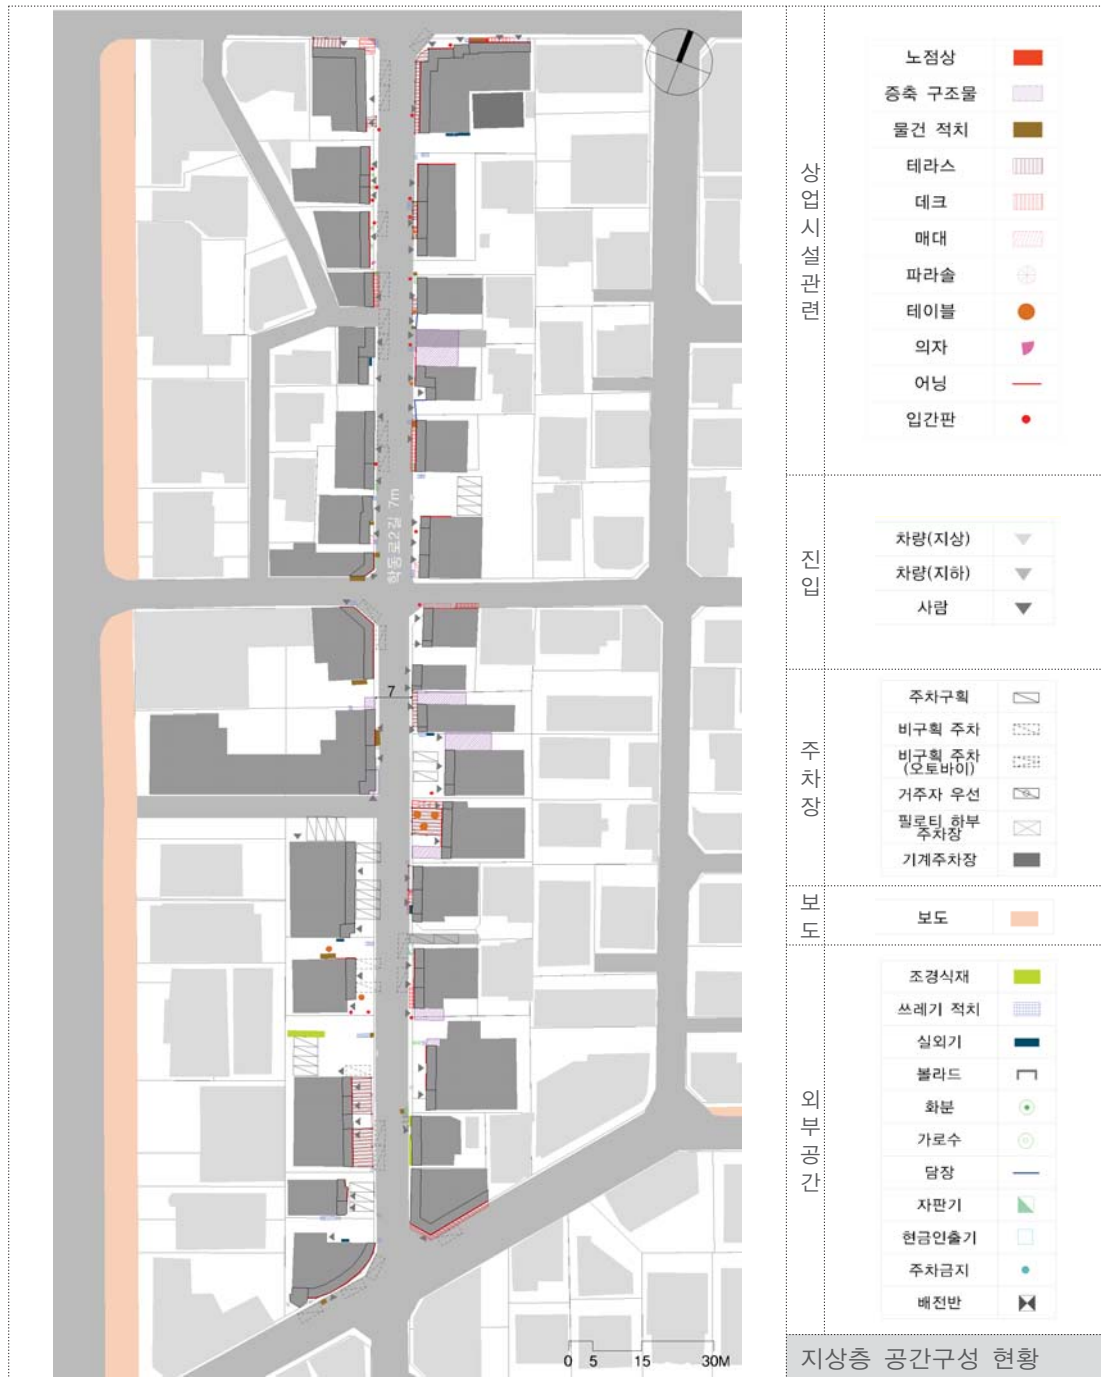 학동로2길 7m
7
0 5 15 30M
상업시설관련
노점상
증축 구조물
물건 적치
테라스
데크
매대
파라솔
테이블
의자
어닝
입간판
진입
차량(지상)
차량(지하)
사람
주차장
주차구획
비구획 주차
비구획 주차
(오토바이)
거주자 우선
필로티 하부
주차장
기계주차장
보도
보도
외부공간
조경식재
쓰레기 적치
실외기
볼라드
화분
가로수
담장
자판기
현금인출기
주차금지
배전반
지상층 공간구성 현황